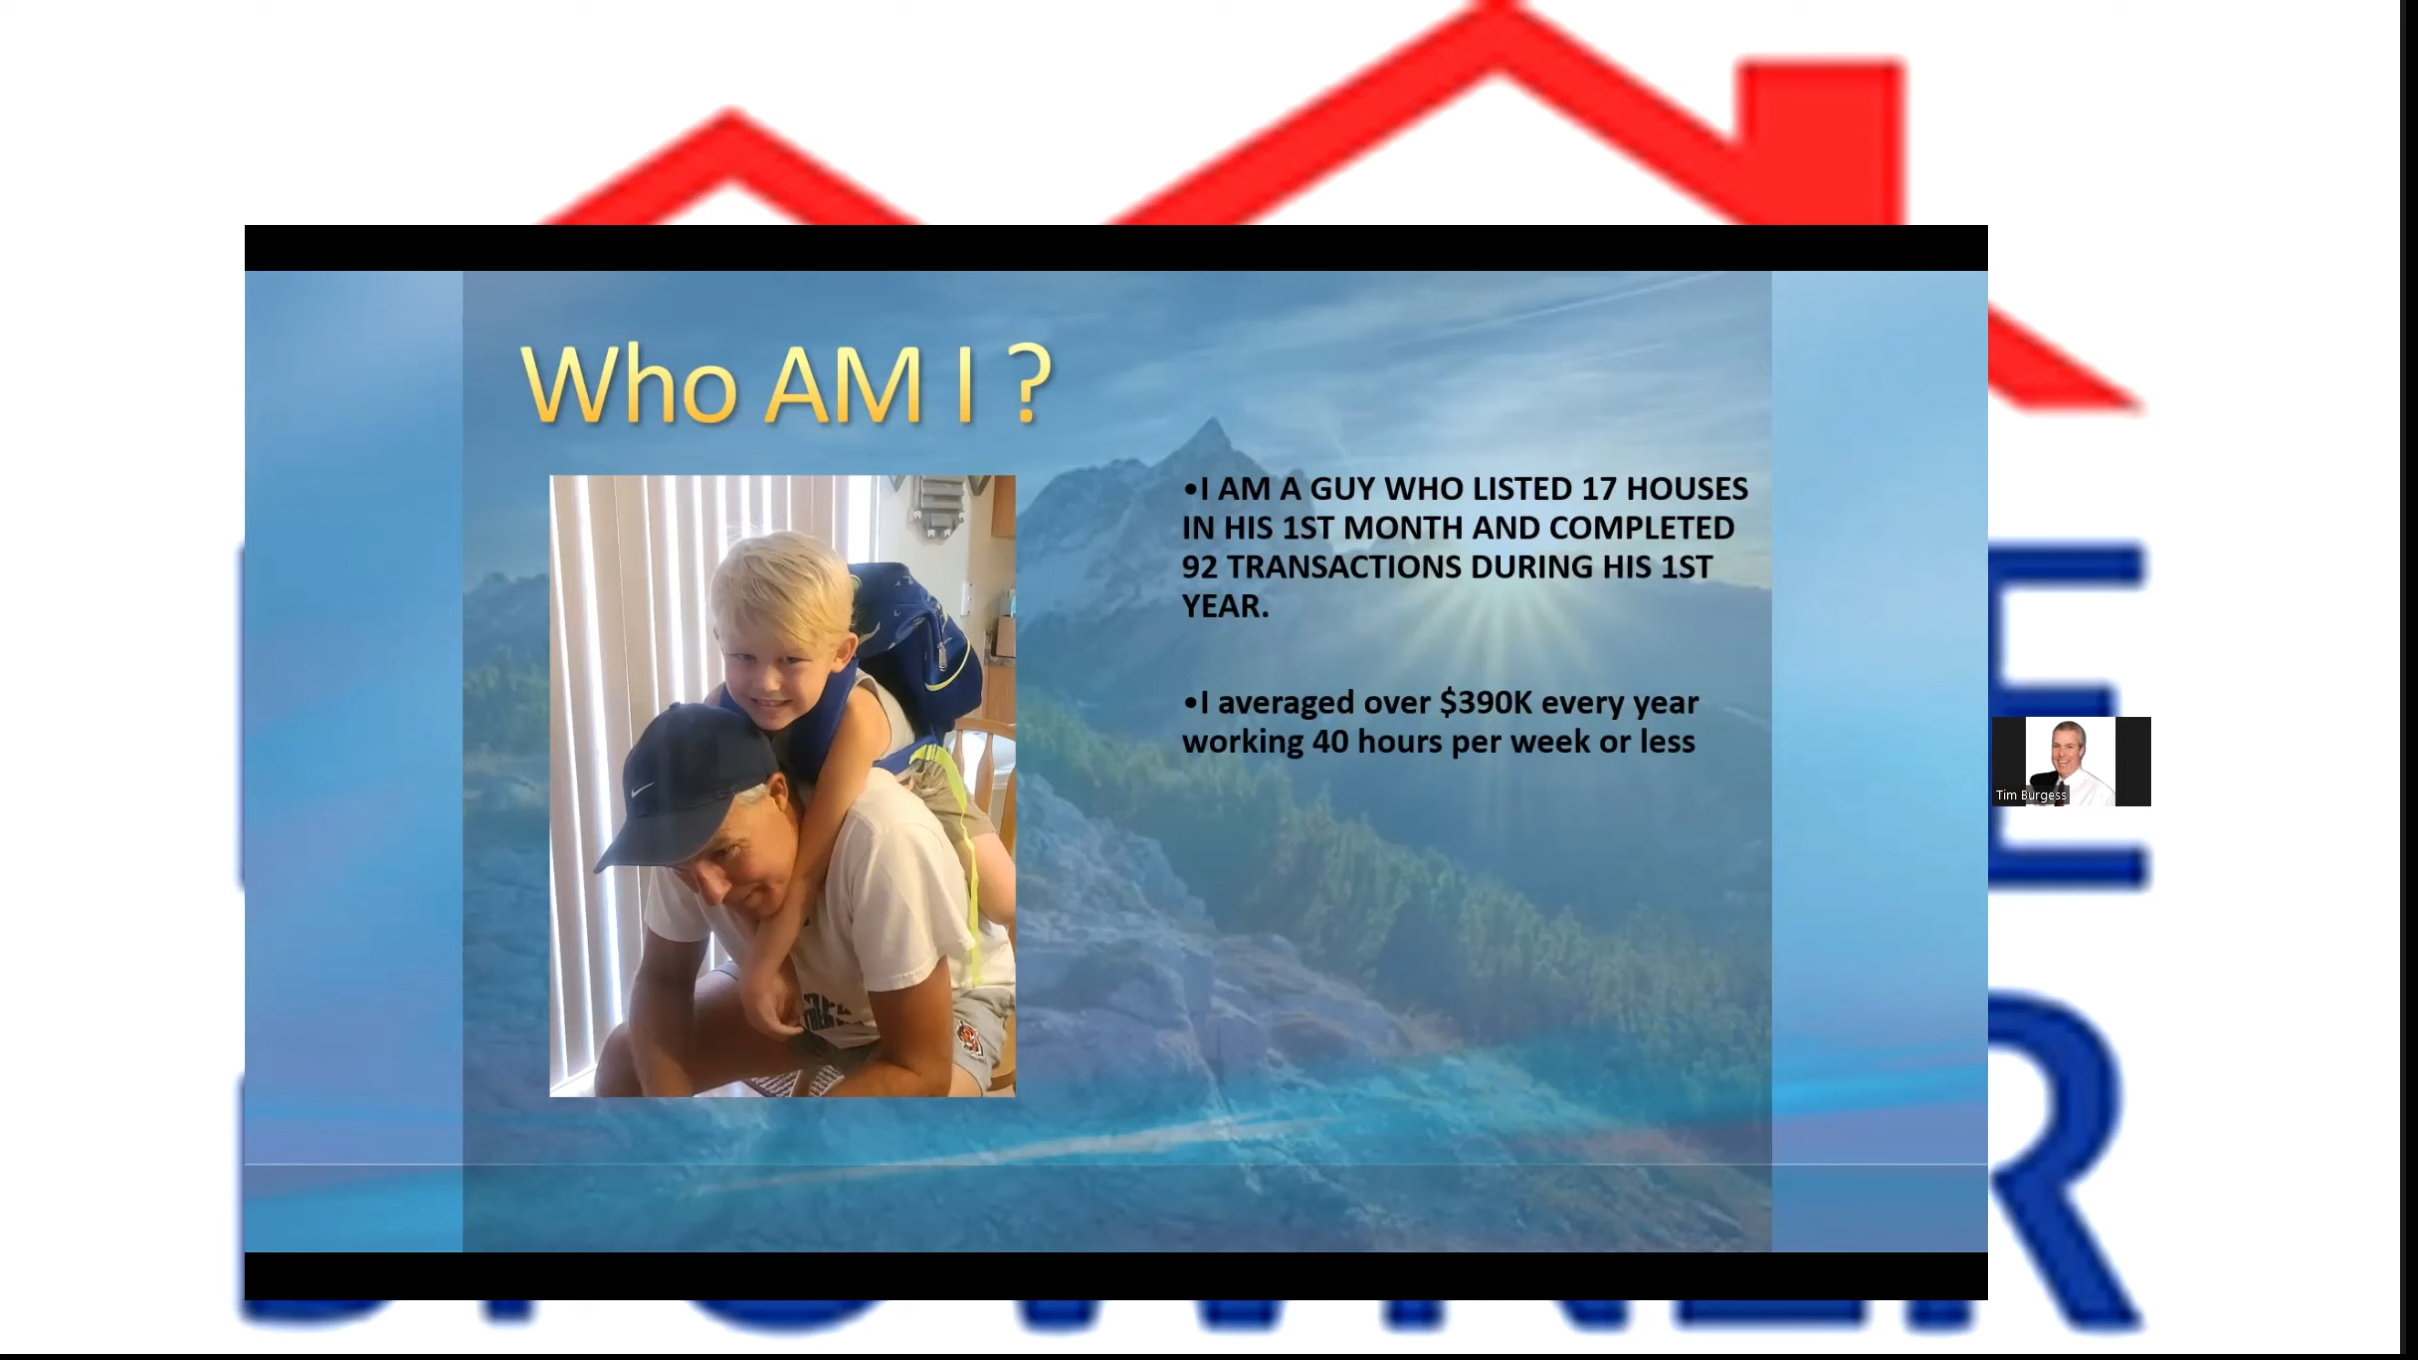 Who AM I ?
•I AM A GUY WHO LISTED 17 HOUSES
IN HIS 1ST MONTH AND COMPLETED
92 TRANSACTIONS DURING HIS 1ST
YEAR.
•I averaged over $390K every year
working 40 hours per week or less
Tim Burgess